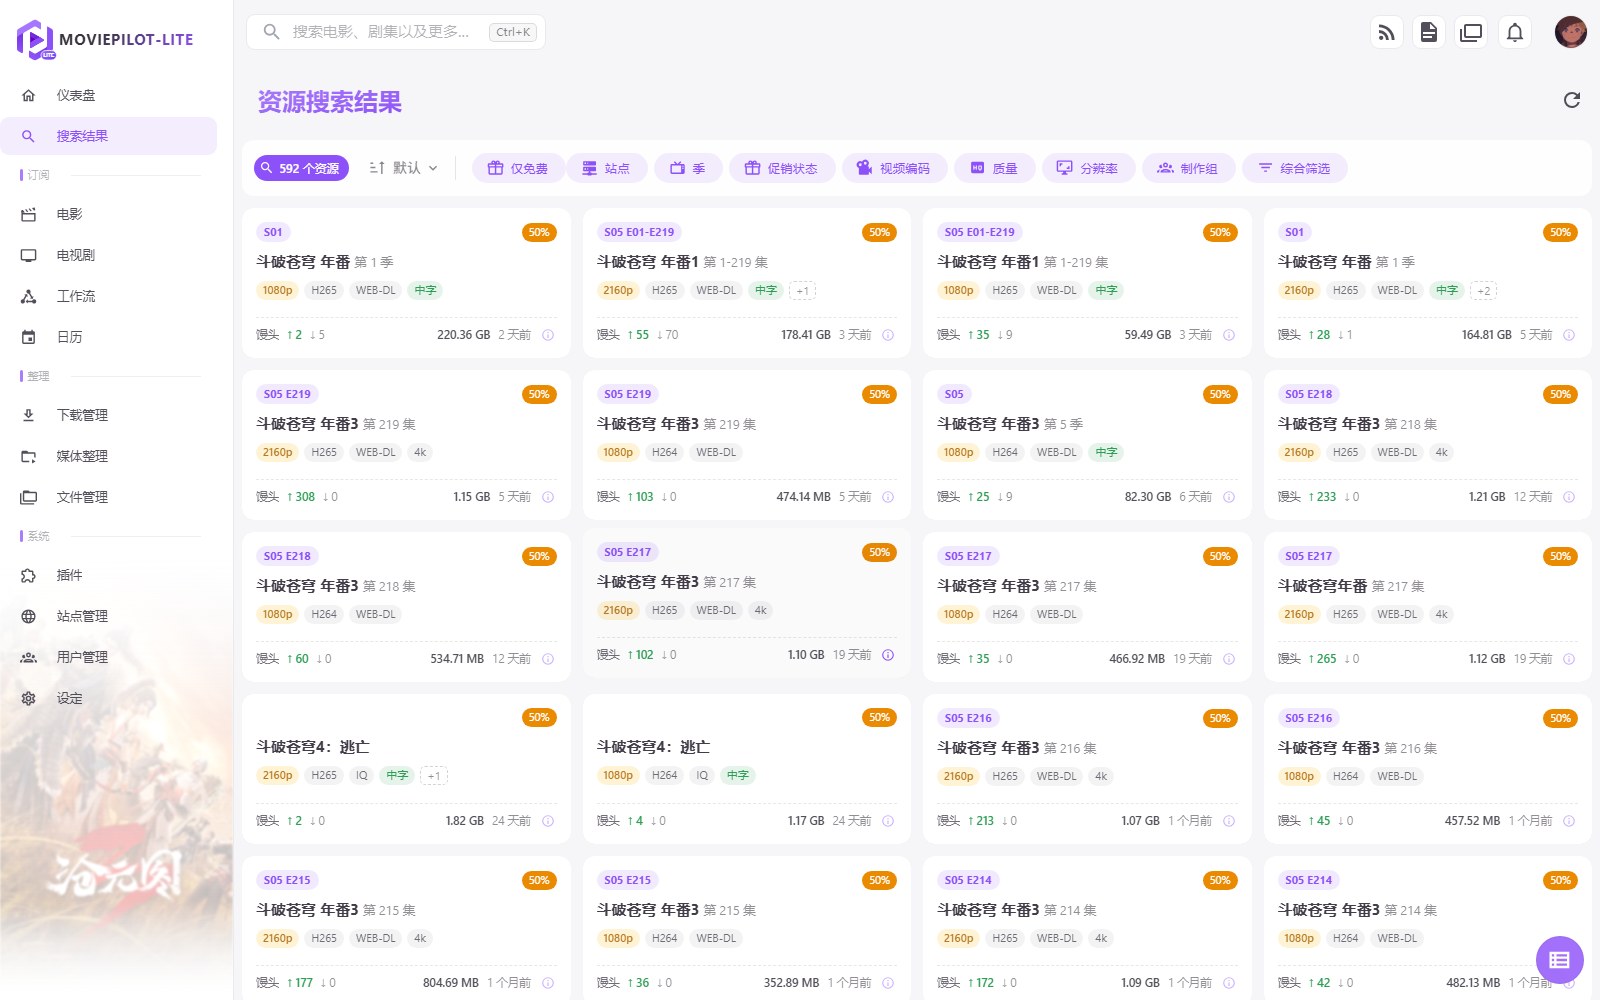 MOVIEPILOT-LITE
LITE
搜索电影、剧集以及更多... Ctrl+K
仪表盘
搜索结果
订阅
电影
电视剧
工作流
日历
整理
下载管理
媒体整理
文件管理
系统
插件
站点管理
用户管理
设定
沧元图
资源搜索结果
592 个资源 默认 仅免费 站点 季 促销状态 视频编码 质量 分辨率 制作组 综合筛选
S01 50%
斗破苍穹 年番 第 1 季
1080p H265 WEB-DL 中字
馒头 ↑2 ↓5 220.36 GB 2 天前
S05 E01-E219 50%
斗破苍穹 年番1 第 1-219 集
2160p H265 WEB-DL 中字 +1
馒头 ↑55 ↓70 178.41 GB 3 天前
S05 E01-E219 50%
斗破苍穹 年番1 第 1-219 集
1080p H265 WEB-DL 中字
馒头 ↑35 ↓9 59.49 GB 3 天前
S01 50%
斗破苍穹 年番 第 1 季
2160p H265 WEB-DL 中字 +2
馒头 ↑28 ↓1 164.81 GB 5 天前
S05 E219 50%
斗破苍穹 年番3 第 219 集
2160p H265 WEB-DL 4k
馒头 ↑308 ↓0 1.15 GB 5 天前
S05 E219 50%
斗破苍穹 年番3 第 219 集
1080p H264 WEB-DL
馒头 ↑103 ↓0 474.14 MB 5 天前
S05 50%
斗破苍穹 年番3 第 5 季
1080p H264 WEB-DL 中字
馒头 ↑25 ↓9 82.30 GB 6 天前
S05 E218 50%
斗破苍穹 年番3 第 218 集
2160p H265 WEB-DL 4k
馒头 ↑233 ↓0 1.21 GB 12 天前
S05 E218 50%
斗破苍穹 年番3 第 218 集
1080p H264 WEB-DL
馒头 ↑60 ↓0 534.71 MB 12 天前
S05 E217 50%
斗破苍穹 年番3 第 217 集
2160p H265 WEB-DL 4k
馒头 ↑102 ↓0 1.10 GB 19 天前
S05 E217 50%
斗破苍穹 年番3 第 217 集
1080p H264 WEB-DL
馒头 ↑35 ↓0 466.92 MB 19 天前
S05 E217 50%
斗破苍穹年番 第 217 集
2160p H265 WEB-DL 4k
馒头 ↑265 ↓0 1.12 GB 19 天前
50%
斗破苍穹4：逃亡
2160p H265 IQ 中字 +1
馒头 ↑2 ↓0 1.82 GB 24 天前
50%
斗破苍穹4：逃亡
1080p H264 IQ 中字
馒头 ↑4 ↓0 1.17 GB 24 天前
S05 E216 50%
斗破苍穹 年番3 第 216 集
2160p H265 WEB-DL 4k
馒头 ↑213 ↓0 1.07 GB 1 个月前
S05 E216 50%
斗破苍穹 年番3 第 216 集
1080p H264 WEB-DL
馒头 ↑45 ↓0 457.52 MB 1 个月前
S05 E215 50%
斗破苍穹 年番3 第 215 集
2160p H265 WEB-DL 4k
馒头 ↑177 ↓0 804.69 MB 1 个月前
S05 E215 50%
斗破苍穹 年番3 第 215 集
1080p H264 WEB-DL
馒头 ↑36 ↓0 352.89 MB 1 个月前
S05 E214 50%
斗破苍穹 年番3 第 214 集
2160p H265 WEB-DL 4k
馒头 ↑172 ↓0 1.09 GB 1 个月前
S05 E214 50%
斗破苍穹 年番3 第 214 集
1080p H264 WEB-DL
馒头 ↑42 ↓0 482.13 MB 1 个月前